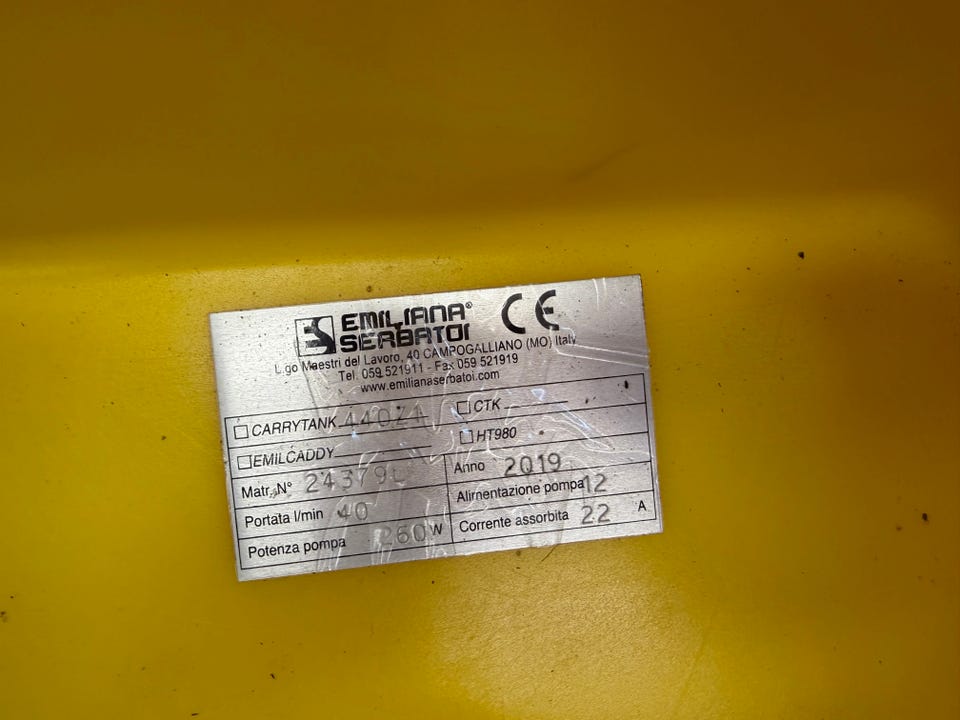 EMILIANA®
SERBATOI
CE
L.go Maestri del Lavoro, 40 CAMPOGALLIANO (MO) Italy
Tel. 059 521911 - Fax 059 521919
www.emilianaserbatoi.com
CARRYTANK
CTK
EMILCADDY
HT980
Matr. N°
Anno 2019
Portata l/min 40
Alimentazione pompa 12
Potenza pompa 260 W
Corrente assorbita 22 A